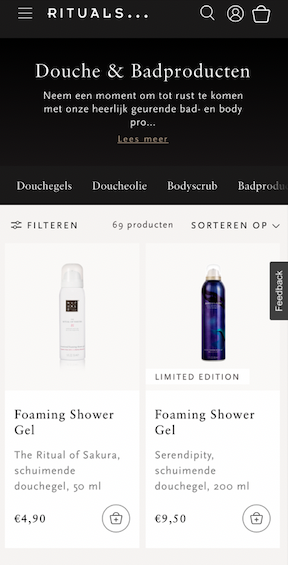 RITUALS...
Douche & Badproducten
Neem een moment om tot rust te komen
met onze heerlijk geurende bad- en body
pro...
Lees meer
Douchegels Doucheolie Bodyscrub Badprodu
FILTEREN 69 producten SORTEREN OP
Feedback
LIMITED EDITION
Foaming Shower
Gel
The Ritual of Sakura,
schuimende
douchegel, 50 ml
€4,90
Foaming Shower
Gel
Serendipity,
schuimende
douchegel, 200 ml
€9,50